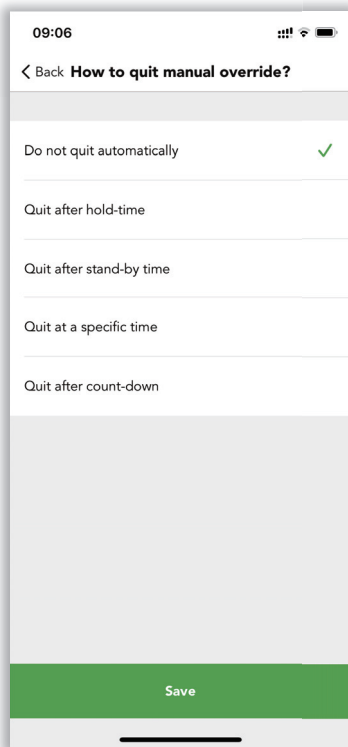 09:06
Back How to quit manual override?
Do not quit automatically
Quit after hold-time
Quit after stand-by time
Quit at a specific time
Quit after count-down
Save